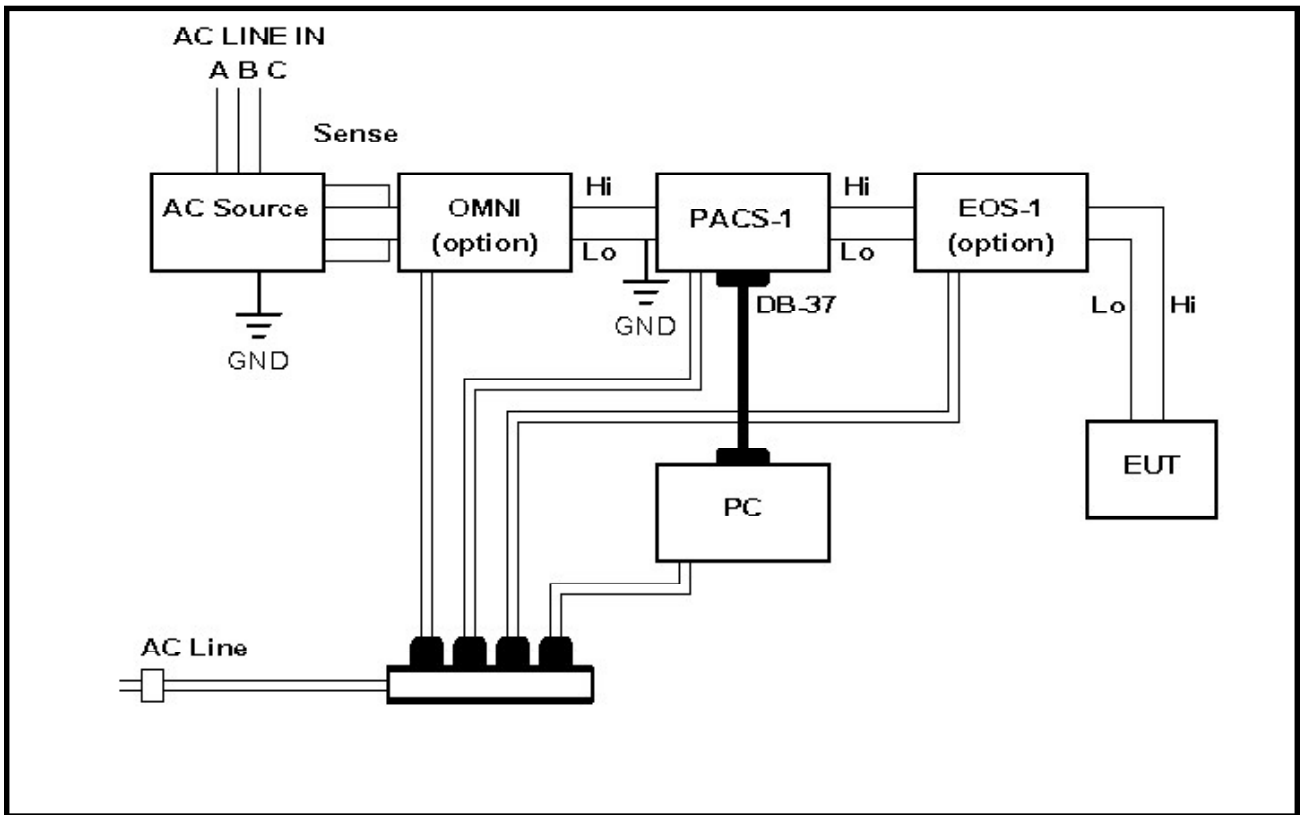 AC LINE IN
A B C
Sense
AC Source
OMNI
(option)
Hi
Lo
GND
PACS-1
Hi
Lo
EOS-1
(option)
GND
DB-37
Lo
Hi
EUT
PC
AC Line